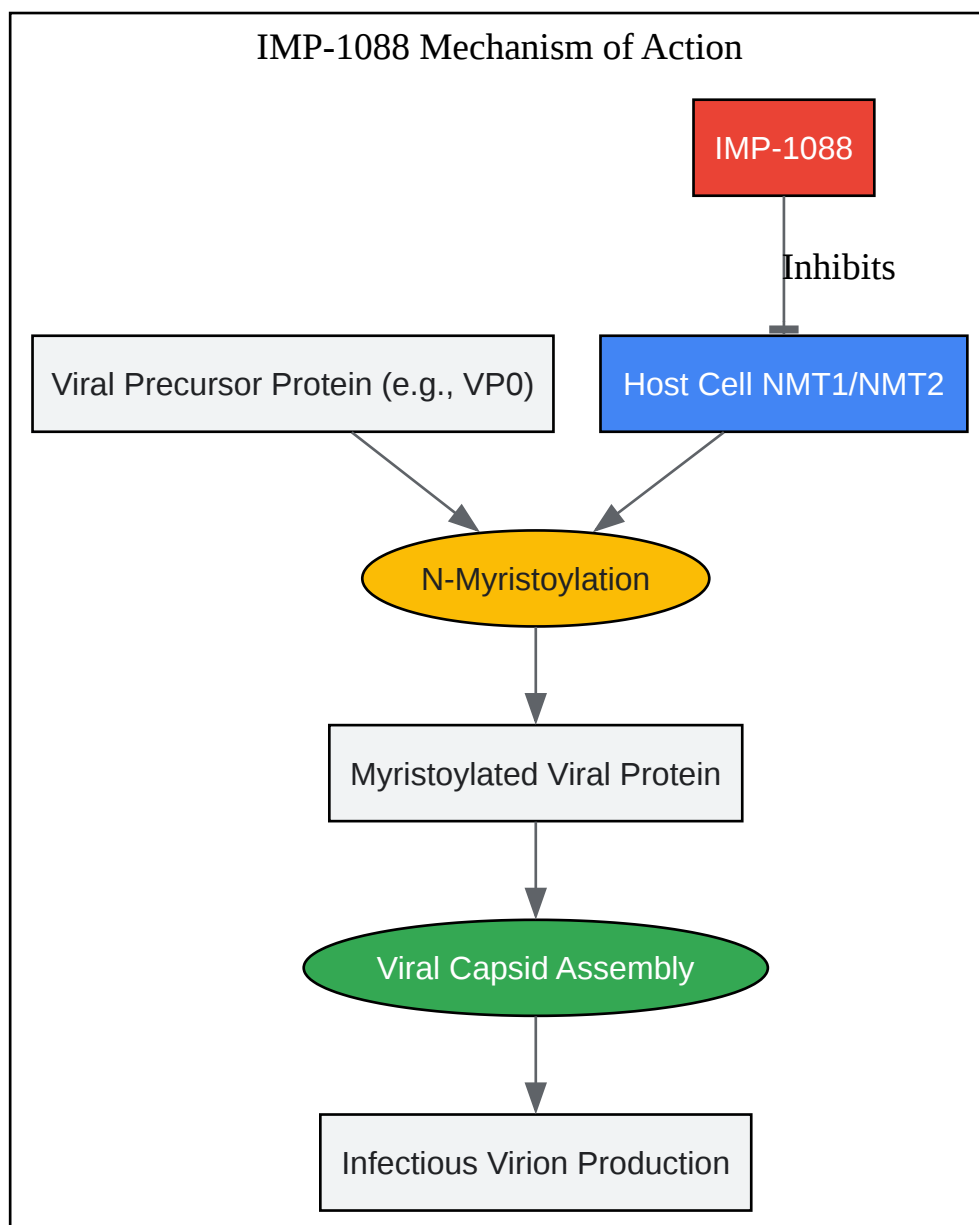 IMP-1088 Mechanism of Action
IMP-1088
Inhibits
Viral Precursor Protein (e.g., VP0)
Host Cell NMT1/NMT2
N-Myristoylation
Myristoylated Viral Protein
Viral Capsid Assembly
Infectious Virion Production